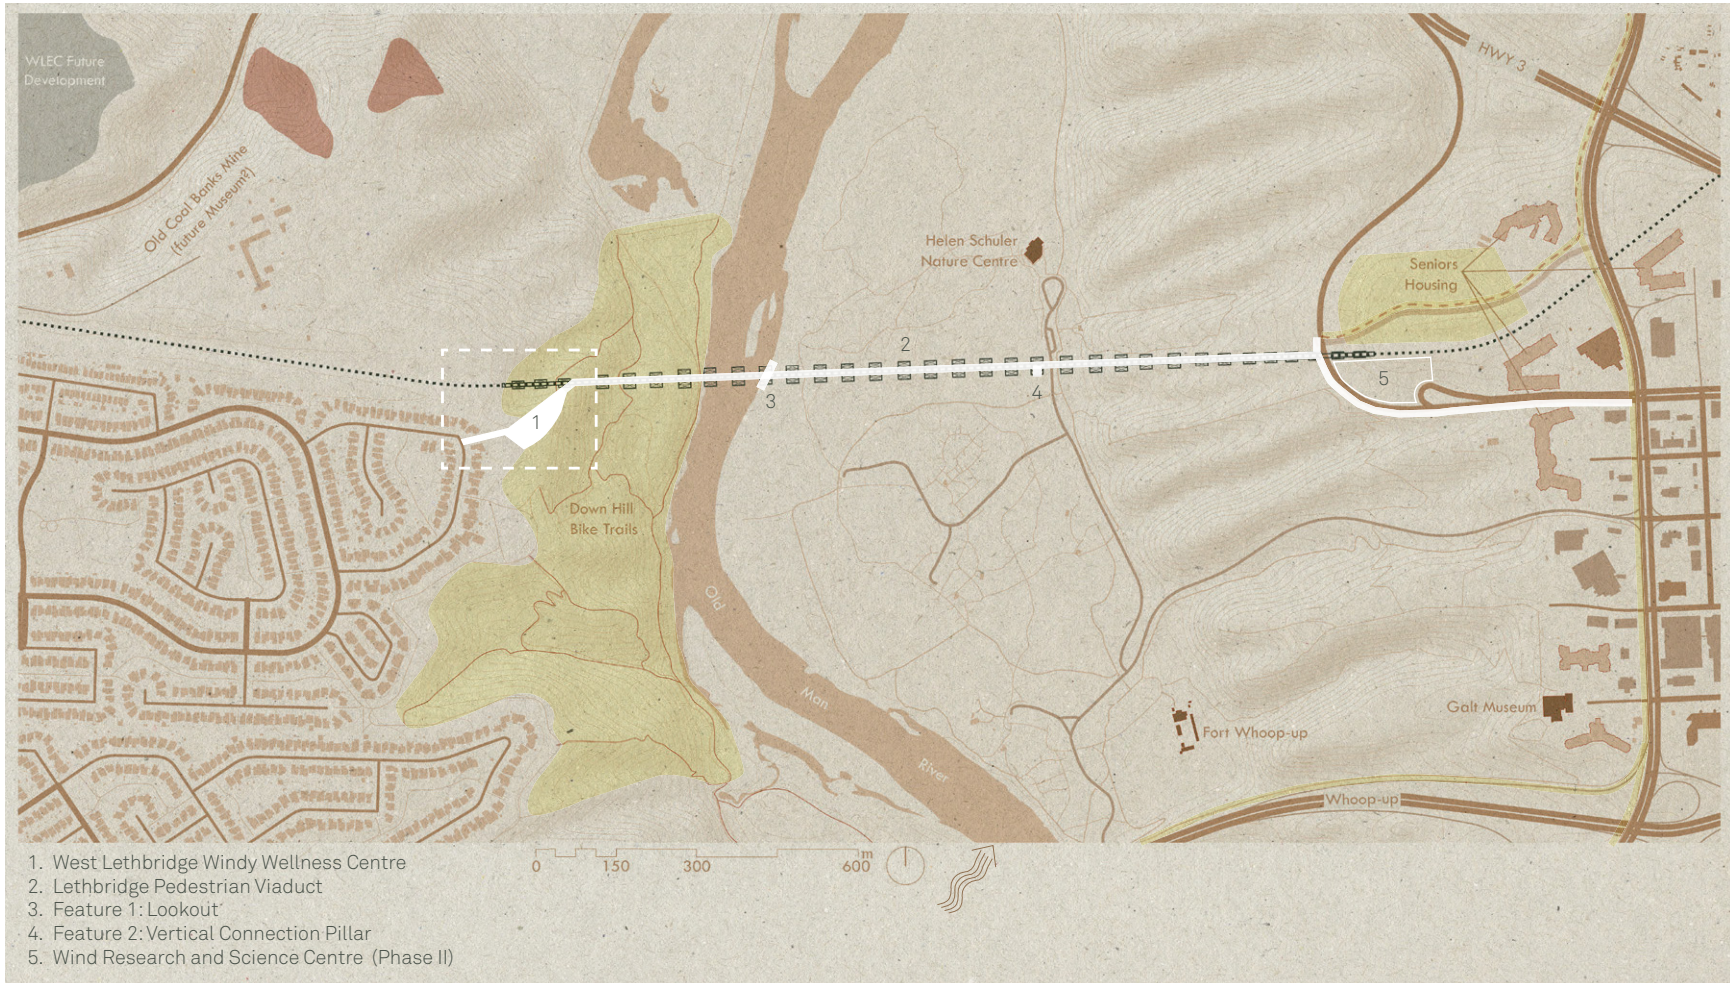 WLEC Future
Development
HWY 3
Old Coal Banks Mine
(future Museum?)
Helen Schuler
Nature Centre
Seniors
Housing
2
5
3
4
1
Down Hill
Bike Trails
Old
Man
River
Galt Museum
Fort Whoop-up
Whoop-up
1. West Lethbridge Windy Wellness Centre
2. Lethbridge Pedestrian Viaduct
3. Feature 1: Lookout
4. Feature 2: Vertical Connection Pillar
5. Wind Research and Science Centre (Phase II)
0 150 300 600 m